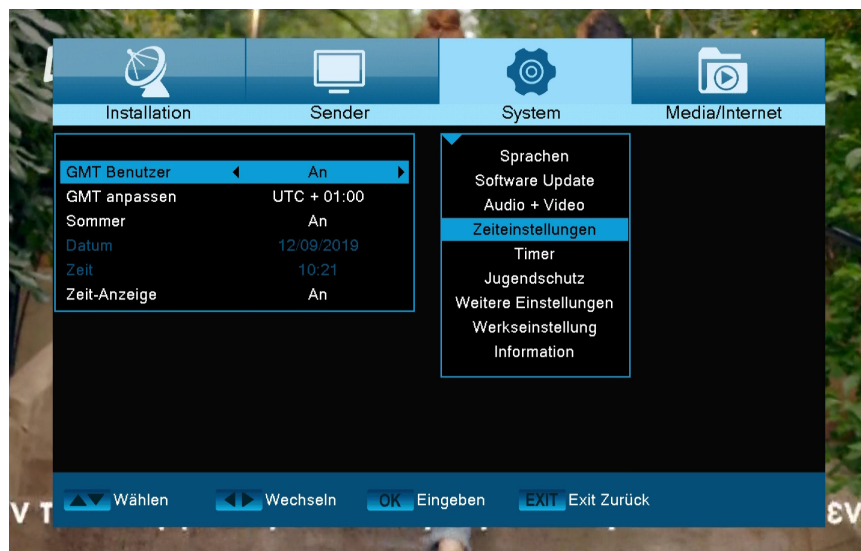 Installation Sender System Media/Internet
GMT Benutzer An
GMT anpassen UTC + 01:00
Sommer An
Datum 12/09/2019
Zeit 10:21
Zeit-Anzeige An
Sprachen
Software Update
Audio + Video
Zeiteinstellungen
Timer
Jugendschutz
Weitere Einstellungen
Werkseinstellung
Information
Wählen Wechseln OK Eingeben EXIT Exit Zurück